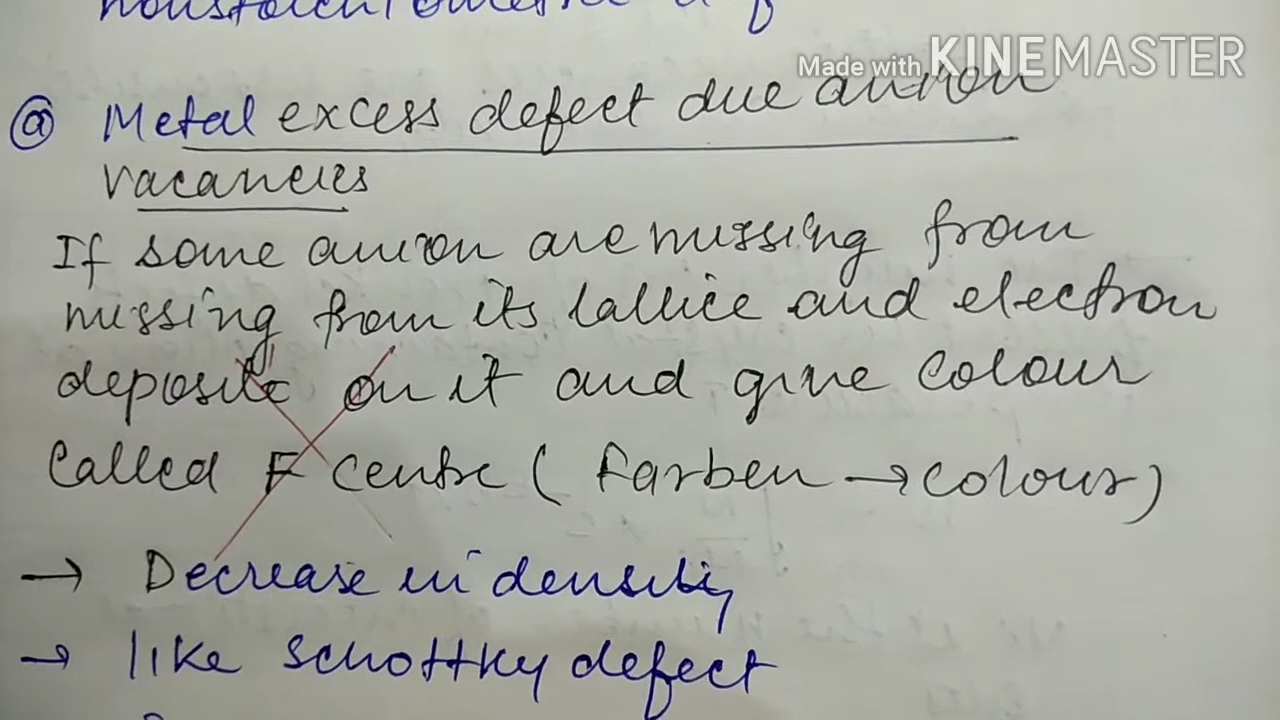 Made with KINEMASTER
@ Metal excess defect due anion
vacancies
If some anion are missing from
missing from its lattice and electron
deposite on it and give colour
called F centre ( Farben → colour)
→ Decrease in density
→ like schottky defect